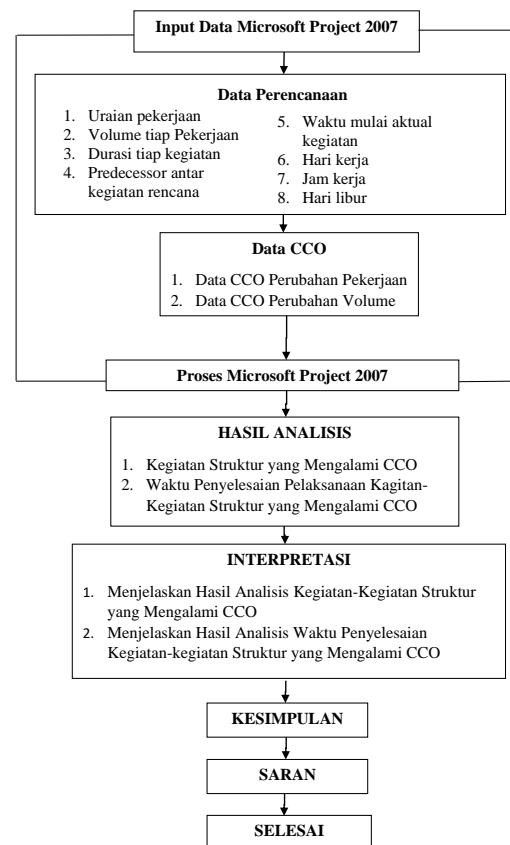 Input Data Microsoft Project 2007
Data Perencanaan
1. Uraian pekerjaan
2. Volume tiap Pekerjaan
3. Durasi tiap kegiatan
4. Predecessor antar
kegiatan rencana
5. Waktu mulai aktual
kegiatan
6. Hari kerja
7. Jam kerja
8. Hari libur
Data CCO
1. Data CCO Perubahan Pekerjaan
2. Data CCO Perubahan Volume
Proses Microsoft Project 2007
HASIL ANALISIS
1. Kegiatan Struktur yang Mengalami CCO
2. Waktu Penyelesaian Pelaksanaan Kagitan-
Kegiatan Struktur yang Mengalami CCO
INTERPRETASI
1. Menjelaskan Hasil Analisis Kegiatan-Kegiatan Struktur
yang Mengalami CCO
2. Menjelaskan Hasil Analisis Waktu Penyelesaian
Kegiatan-kegiatan Struktur yang Mengalami CCO
KESIMPULAN
SARAN
SELESAI